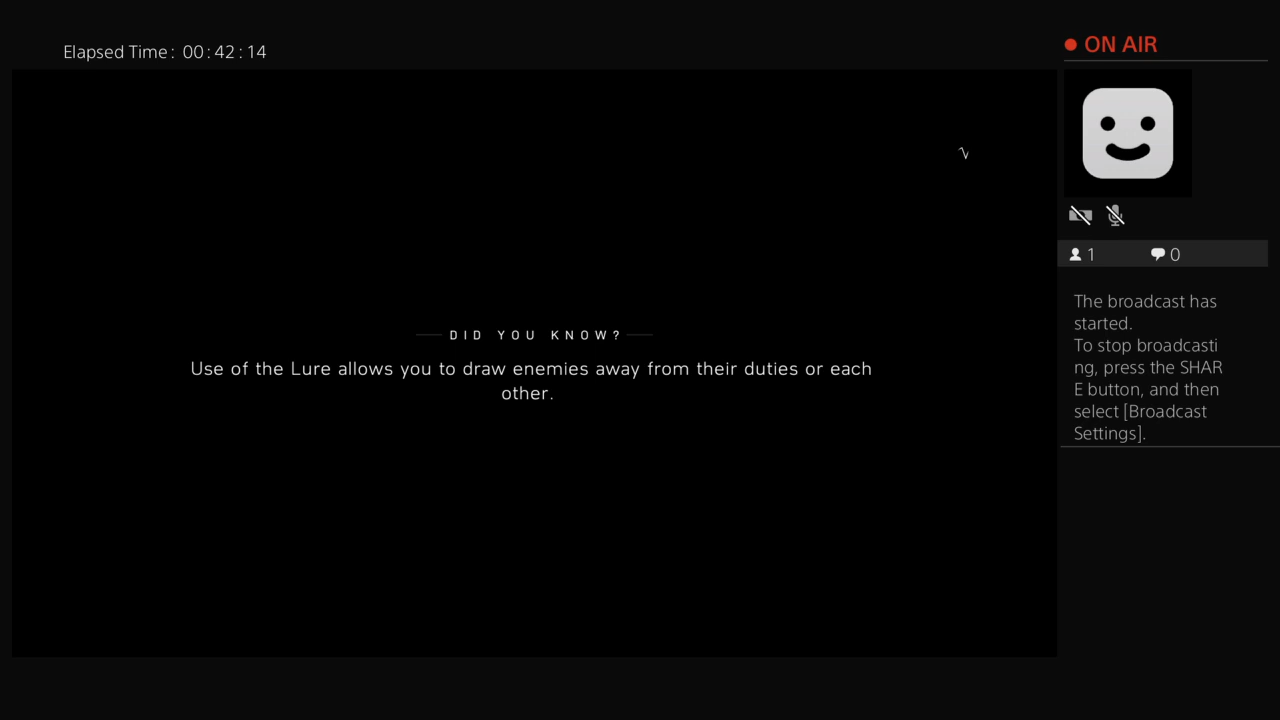 Elapsed Time: 00:42:14
ON AIR
1
0
DID YOU KNOW?
Use of the Lure allows you to draw enemies away from their duties or each
other.
The broadcast has
started.
To stop broadcasti
ng, press the SHAR
E button, and then
select [Broadcast
Settings].